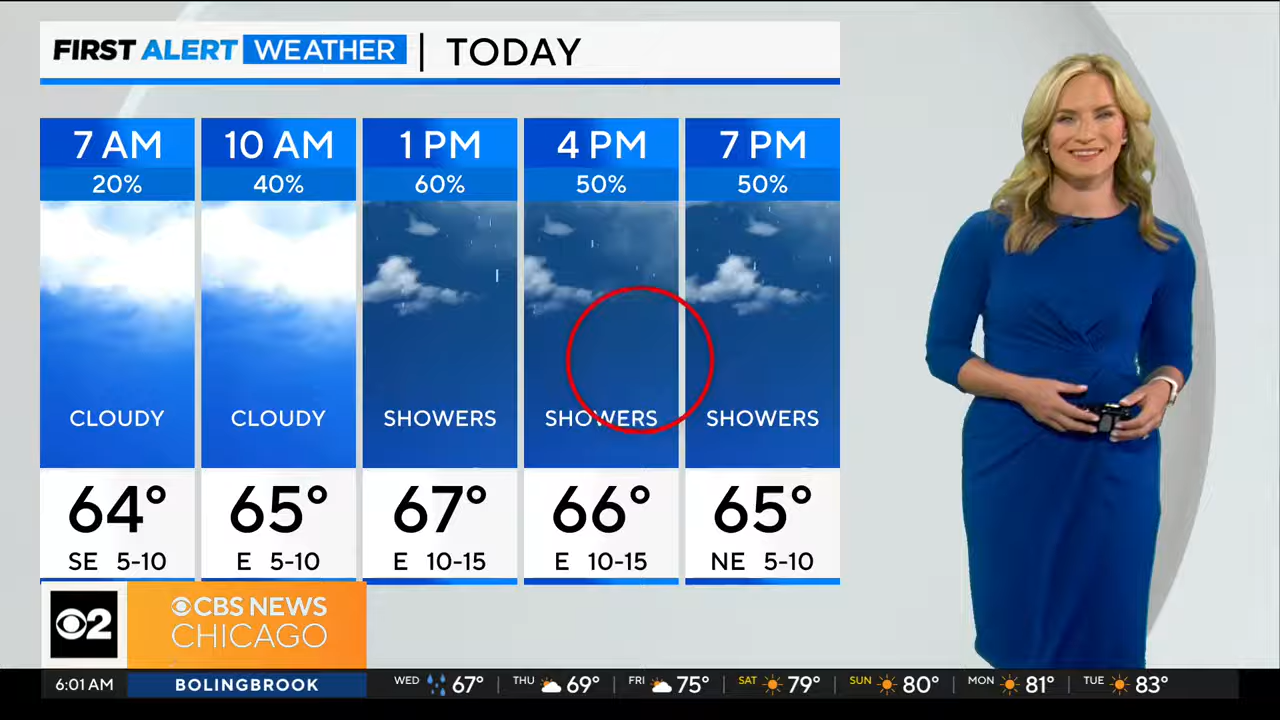 FIRST ALERT WEATHER | TODAY
7 AM 10 AM 1 PM 4 PM 7 PM
20% 40% 60% 50% 50%
CLOUDY CLOUDY SHOWERS SHOWERS SHOWERS
64° 65° 67° 66° 65°
SE 5-10 E 5-10 E 10-15 E 10-15 NE 5-10
2 CBS NEWS
CHICAGO
6:01 AM BOLINGBROOK WED 67° THU 69° FRI 75° SAT 79° SUN 80° MON 81° TUE 83°